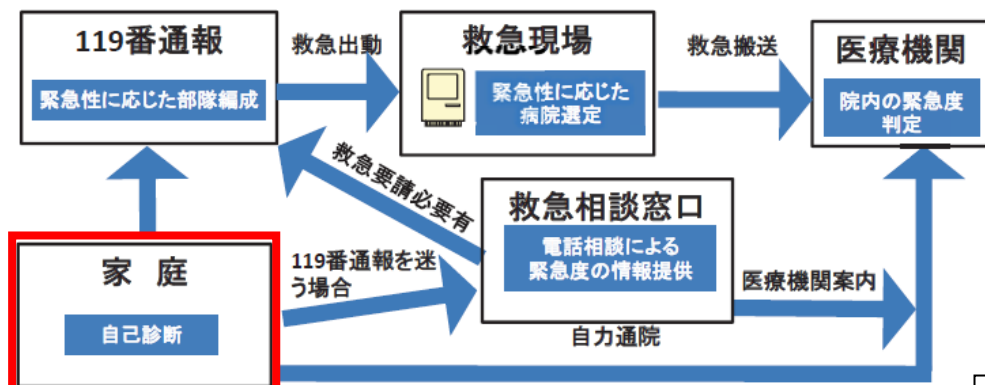 119番通報
緊急性に応じた部隊編成
救急出動
救急現場
緊急性に応じた
病院選定
救急搬送
医療機関
院内の緊急度
判定
救急要請必要有
救急相談窓口
電話相談による
緊急度の情報提供
家 庭
自己診断
119番通報を迷
う場合
医療機関案内
自力通院